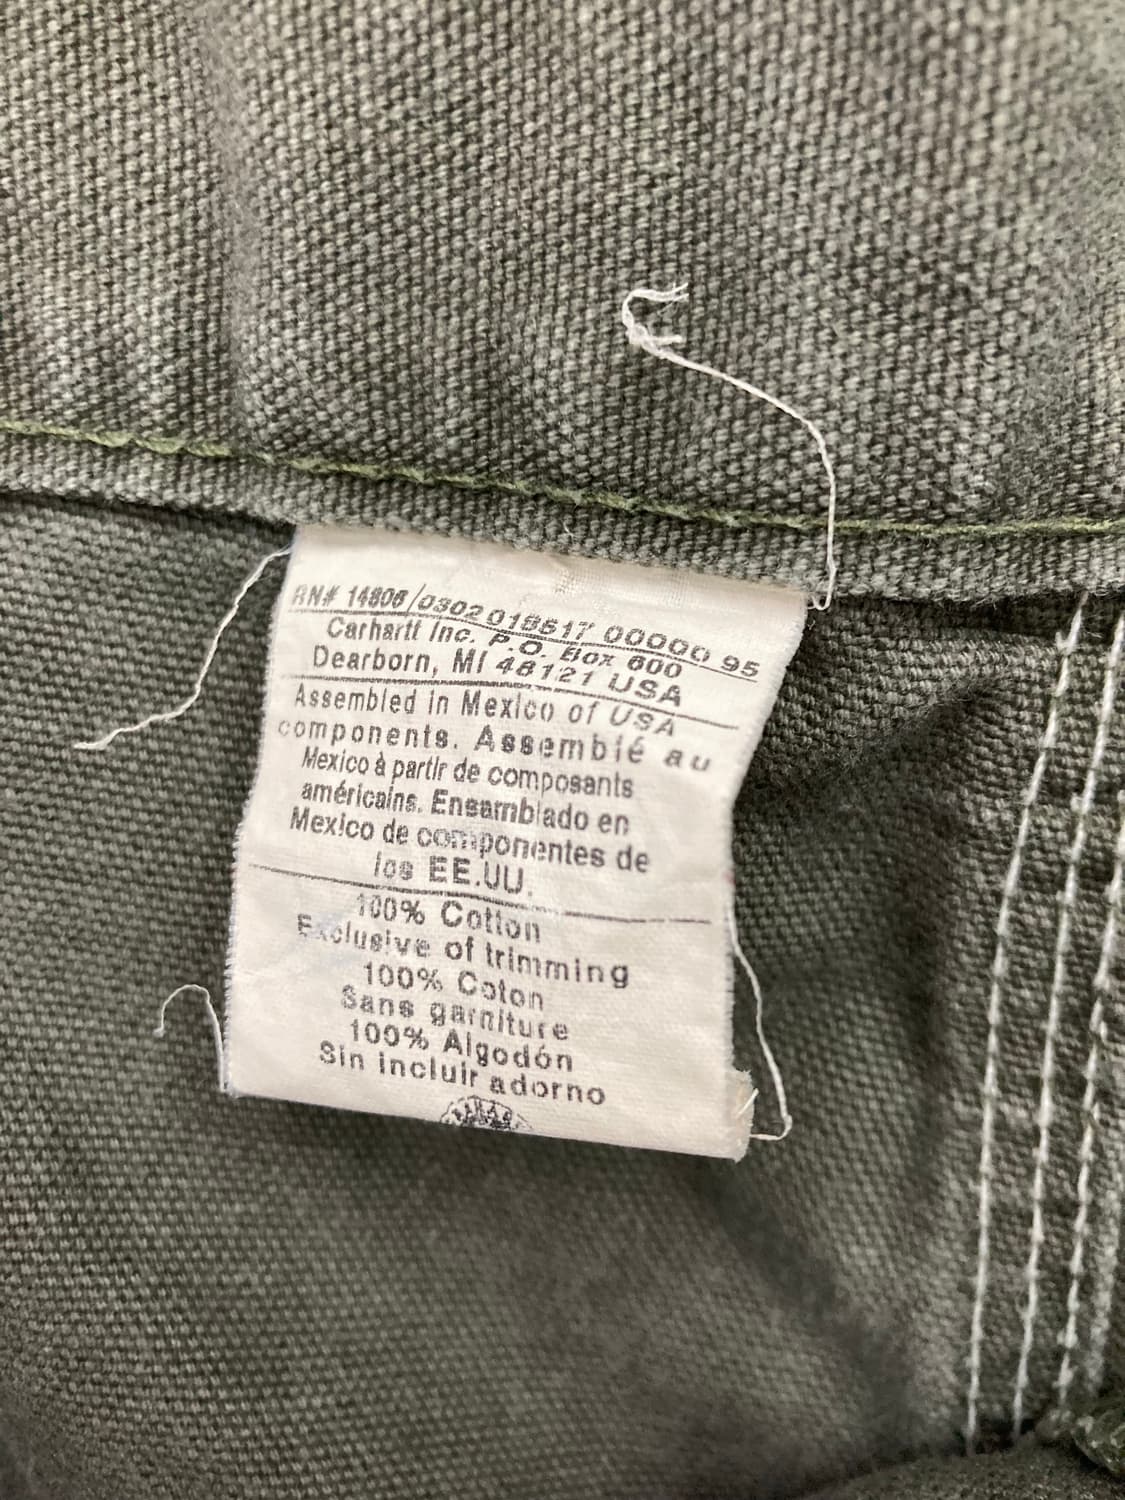 RN# 14806/0302 018617 00000 95
Carhartt Inc. P.O. Box 600
Dearborn, MI 48121 USA
Assembled in Mexico of USA
components. Assemblé au
Mexico à partir de composants
américains. Ensamblado en
Mexico de componentes de
los EE.UU.
100% Cotton
Exclusive of trimming
100% Coton
Sans garniture
100% Algodón
Sin incluir adorno